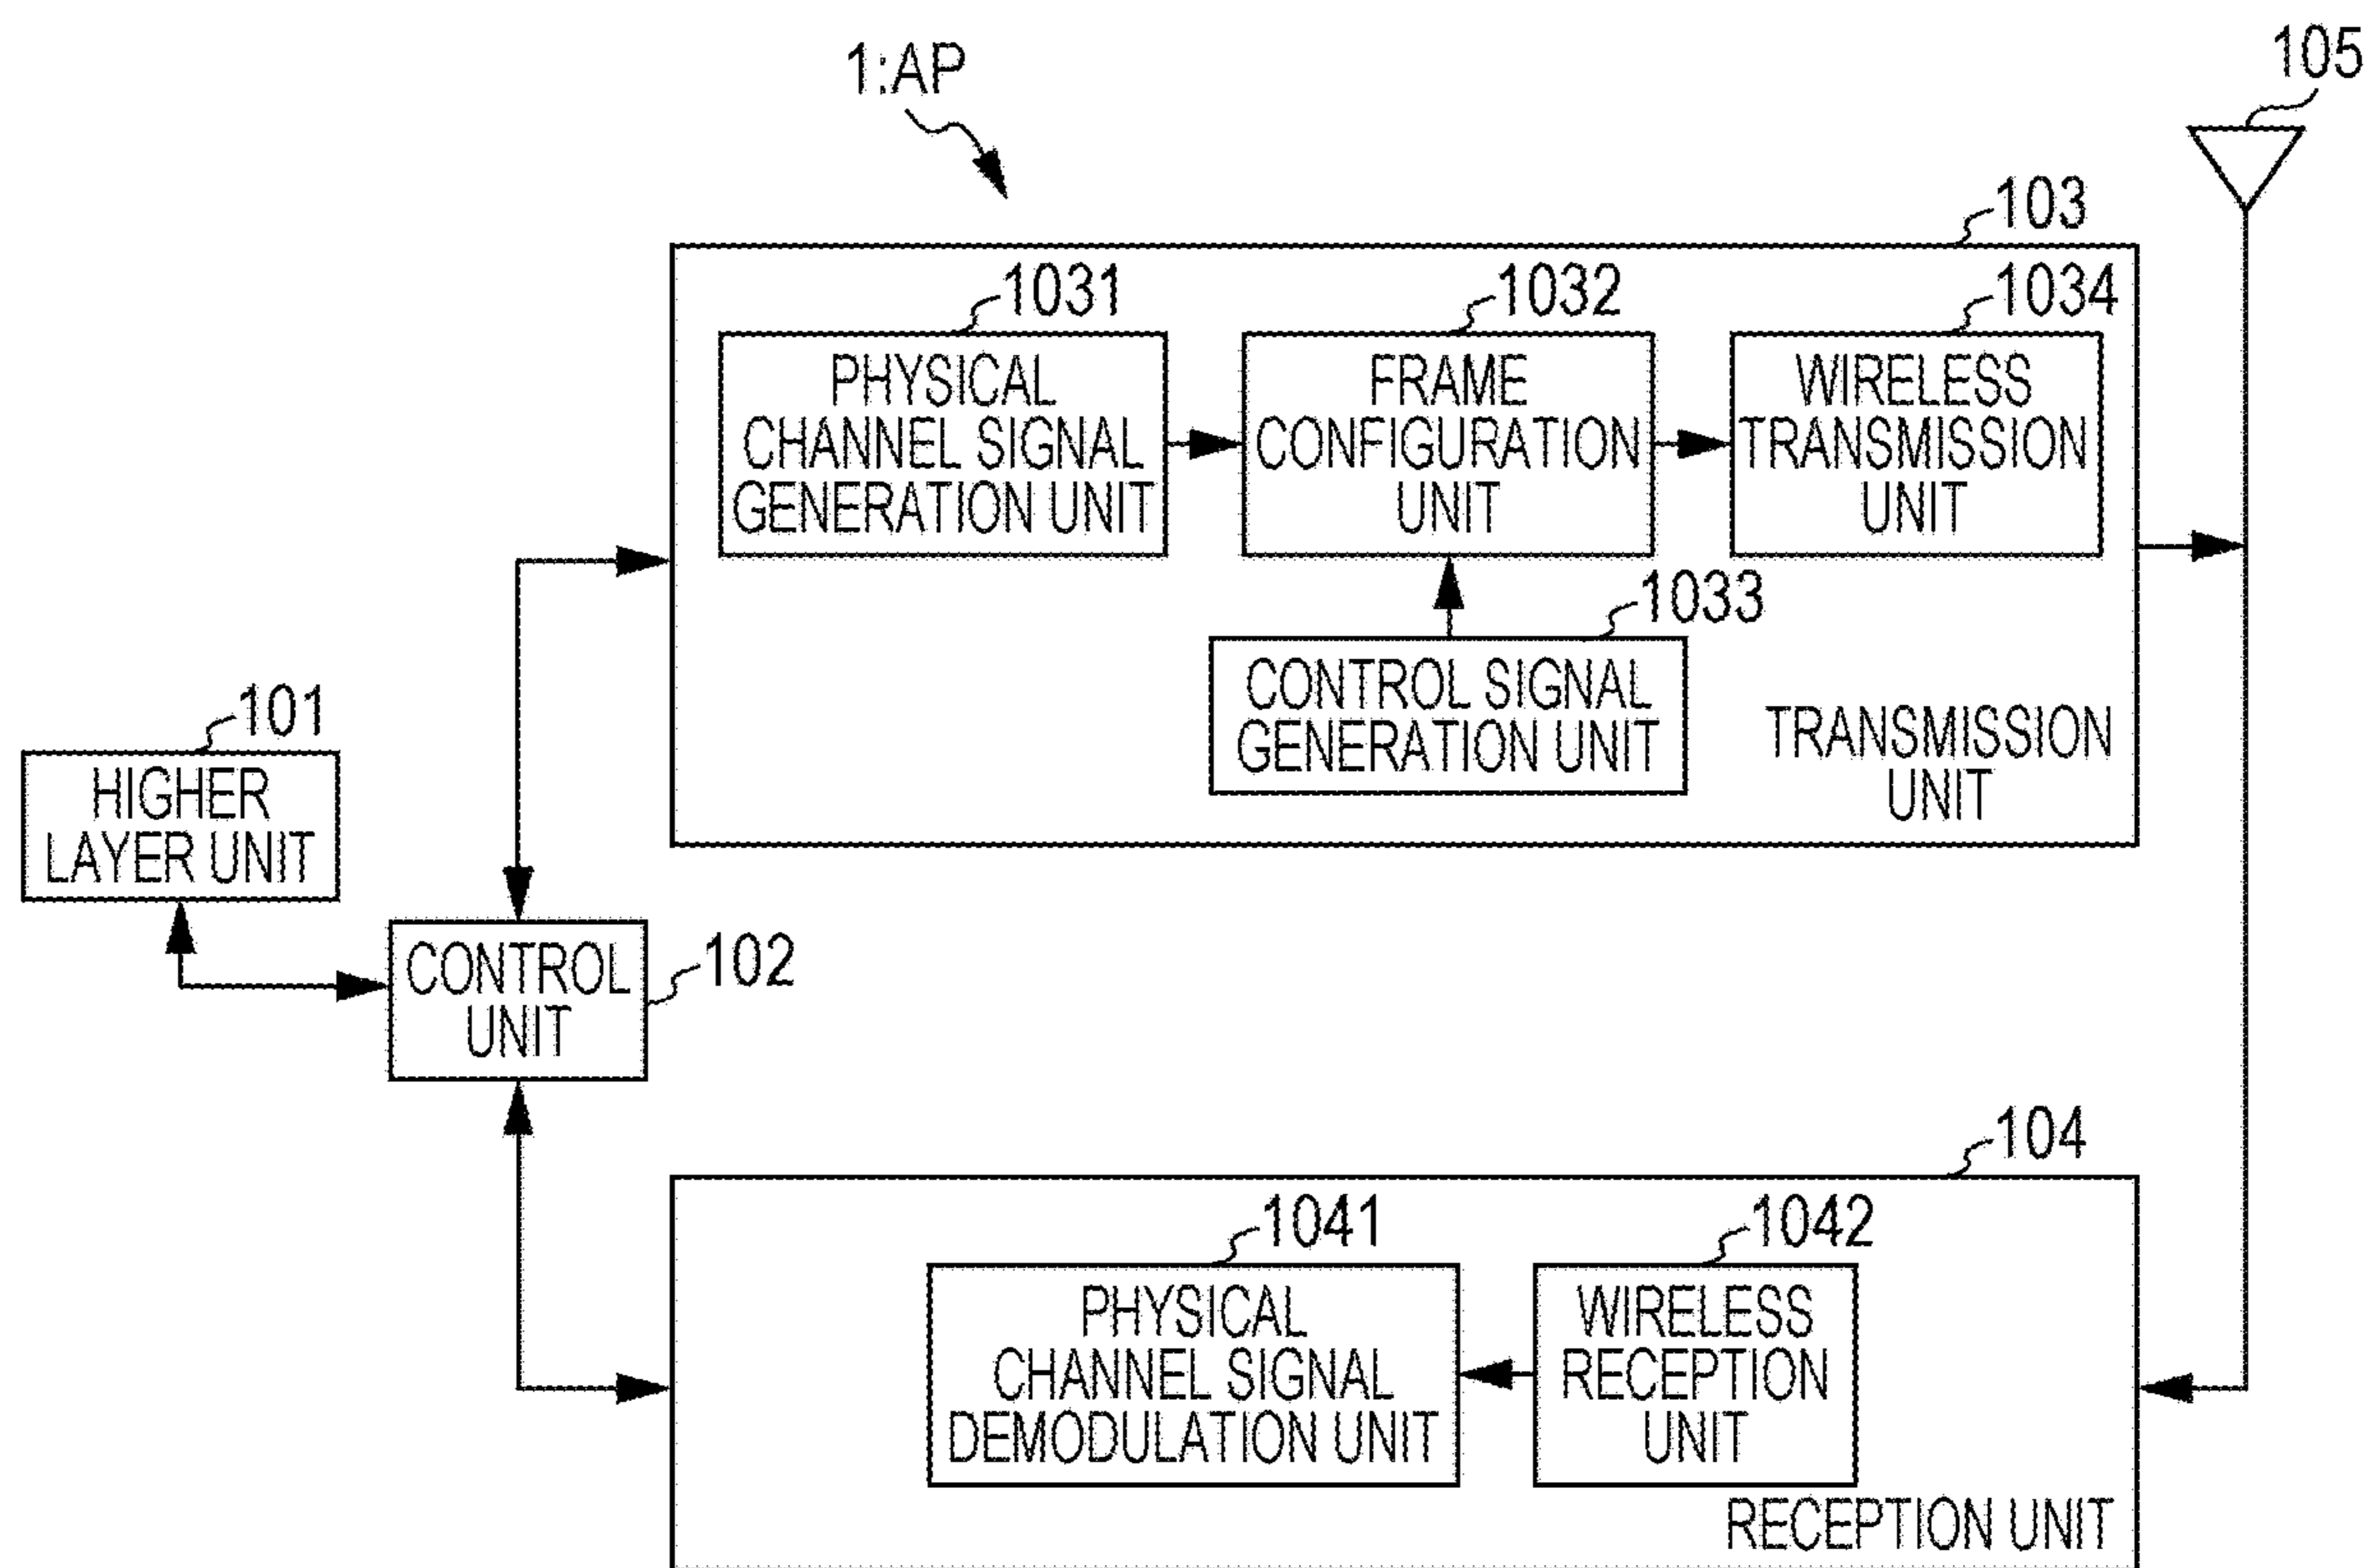 1:AP
105
103
1031
PHYSICAL
CHANNEL SIGNAL
GENERATION UNIT
1032
FRAME
CONFIGURATION
UNIT
1034
WIRELESS
TRANSMISSION
UNIT
1033
CONTROL SIGNAL
GENERATION UNIT
TRANSMISSION
UNIT
101
HIGHER
LAYER UNIT
CONTROL
UNIT
102
104
1041
PHYSICAL
CHANNEL SIGNAL
DEMODULATION UNIT
1042
WIRELESS
RECEPTION
UNIT
RECEPTION UNIT